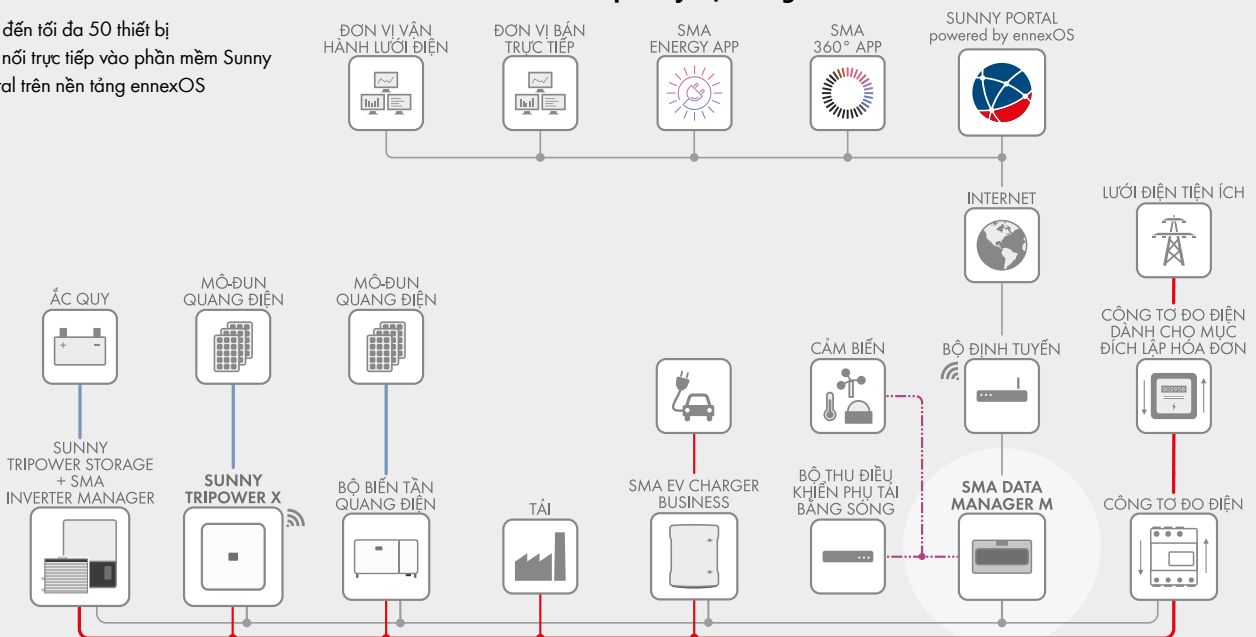 đến tối đa 50 thiết bị
nối trực tiếp vào phần mềm Sunny
trên nền tảng ennexOS
ĐƠN VỊ VẬN
HÀNH LƯỚI ĐIỆN
ĐƠN VỊ BÁN
TRỰC TIẾP
SMA
ENERGY APP
SMA
360° APP
SUNNY PORTAL
powered by ennexOS
INTERNET
LƯỚI ĐIỆN TIỆN ÍCH
ẮC QUY
MÔ-ĐUN
QUANG ĐIỆN
MÔ-ĐUN
QUANG ĐIỆN
CẢM BIẾN
BỘ ĐỊNH TUYẾN
CÔNG TƠ ĐO ĐIỆN
DÀNH CHO MỤC
ĐÍCH LẬP HÓA ĐƠN
SUNNY
TRIPOWER STORAGE
+ SMA
INVERTER MANAGER
SUNNY
TRIPOWER X
BỘ BIẾN TẦN
QUANG ĐIỆN
TẢI
SMA EV CHARGER
BUSINESS
BỘ THU ĐIỀU
KHIỂN PHỤ TẢI
BẰNG SÓNG
SMA DATA
MANAGER M
CÔNG TƠ ĐO ĐIỆN